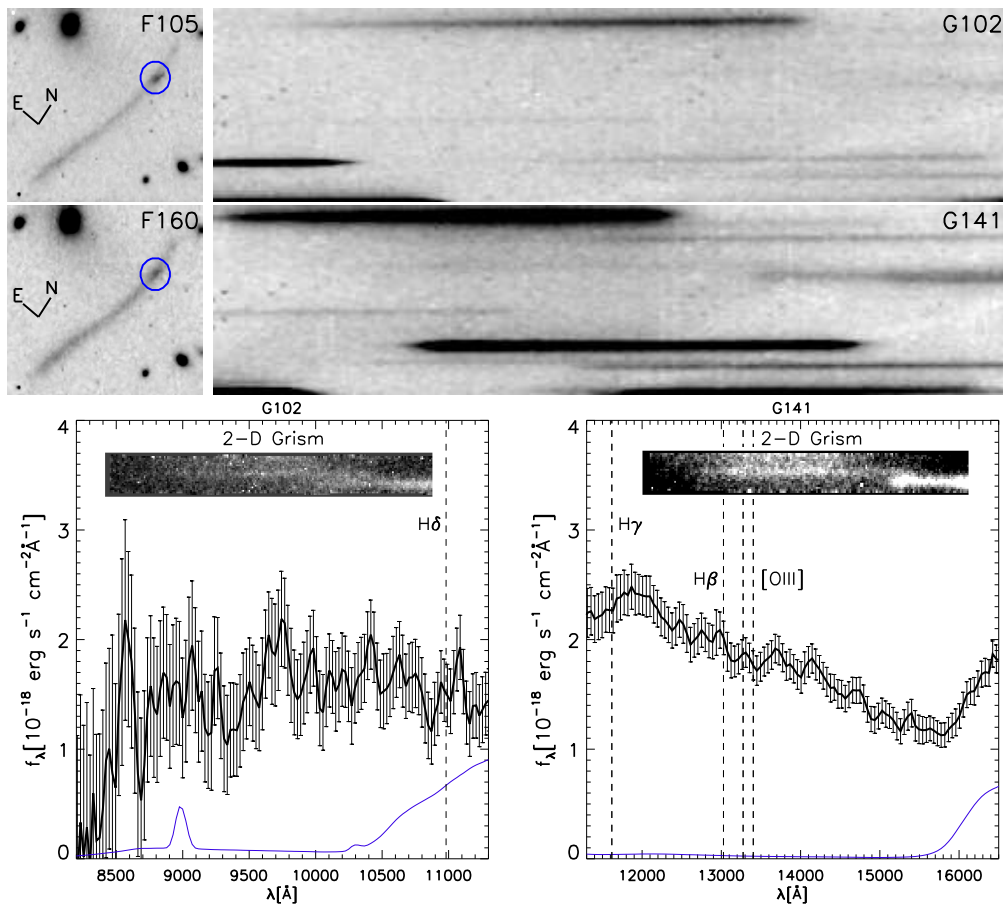 F105
G102
E
N
F160
G141
E
N
G102
G141
4
3
2
1
0
2-D Grism
Hδ
fλ[10⁻¹⁸ erg s⁻¹ cm⁻²Å⁻¹]
8500
9000
9500
10000
10500
11000
λ[Å]
4
3
2
1
0
2-D Grism
Hγ
Hβ
[OIII]
fλ[10⁻¹⁸ erg s⁻¹ cm⁻²Å⁻¹]
12000
13000
14000
15000
16000
λ[Å]